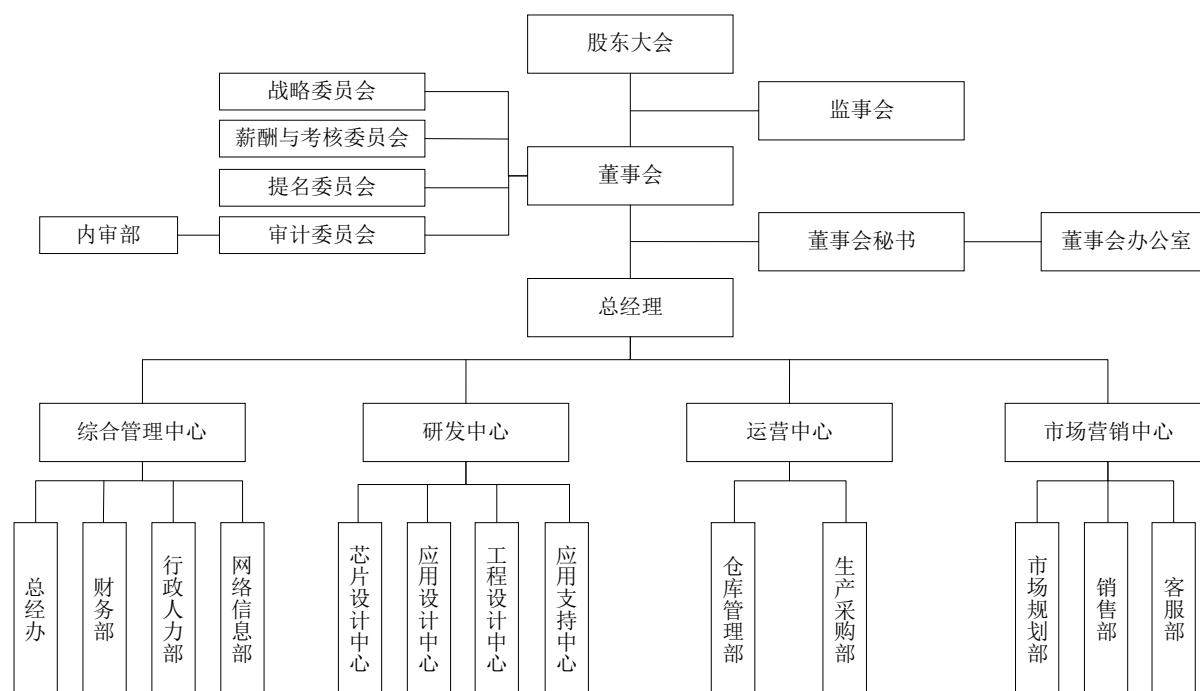 股东大会
战略委员会
监事会
薪酬与考核委员会
董事会
提名委员会
内审部
审计委员会
董事会秘书
董事会办公室
总经理
综合管理中心
研发中心
运营中心
市场营销中心
总经办
财务部
行政人力部
网络信息部
芯片设计中心
应用设计中心
工程设计中心
应用支持中心
仓库管理部
生产采购部
市场规划部
销售部
客服部